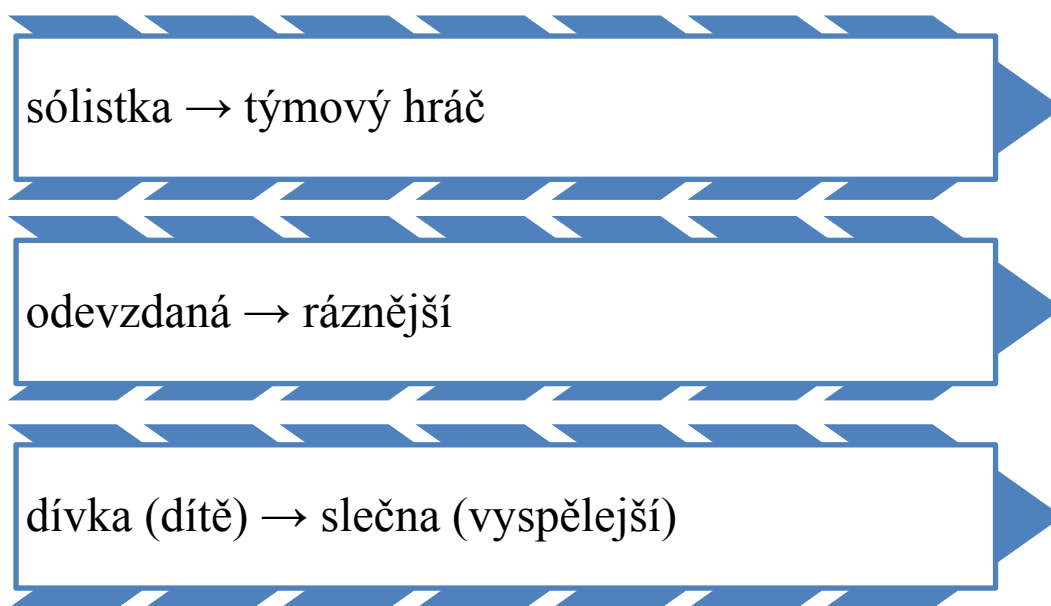 sólistka → týmový hráč
odevzdaná → ráznější
dívka (dítě) → slečna (vyspělejší)